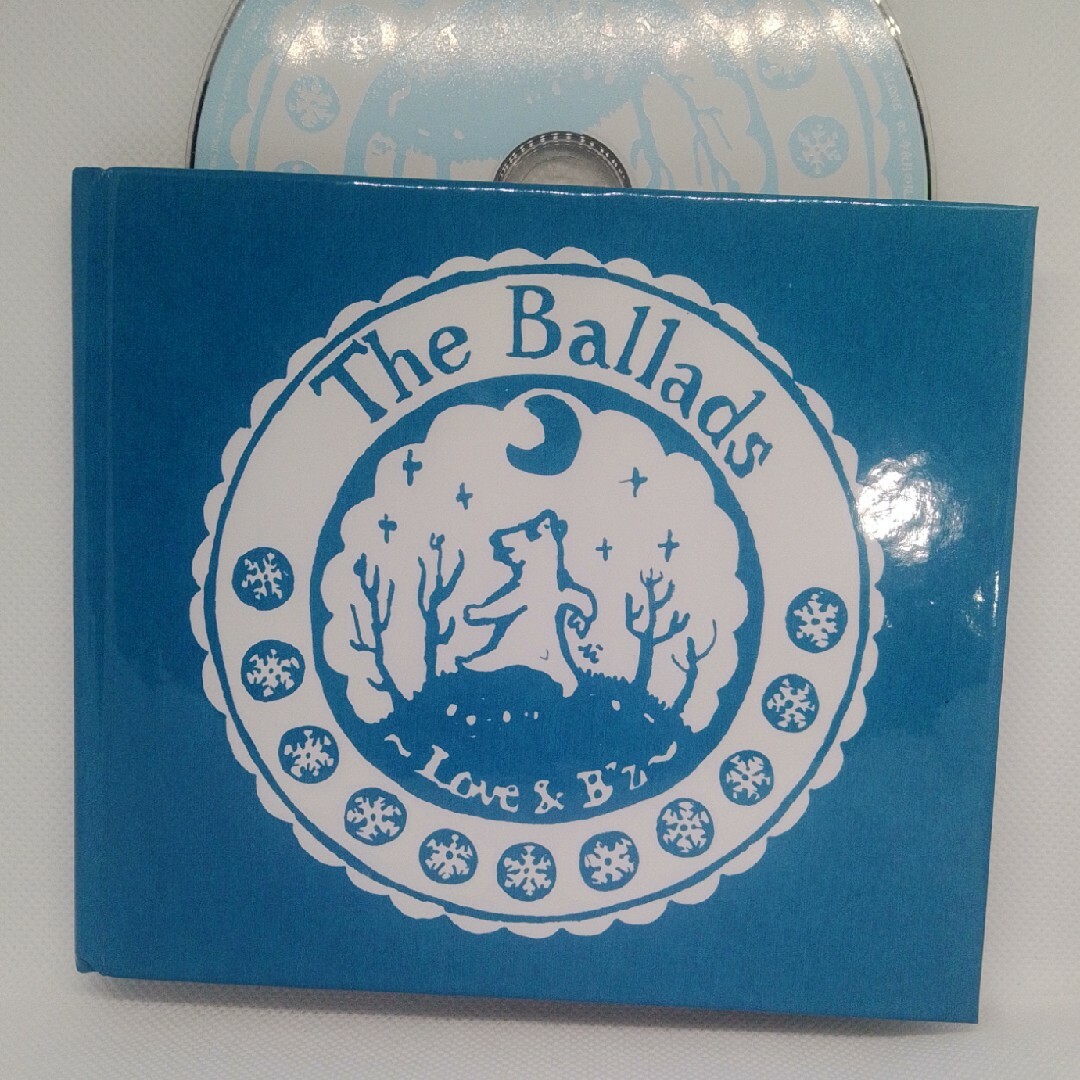 The Ballads
~Love & B'z~